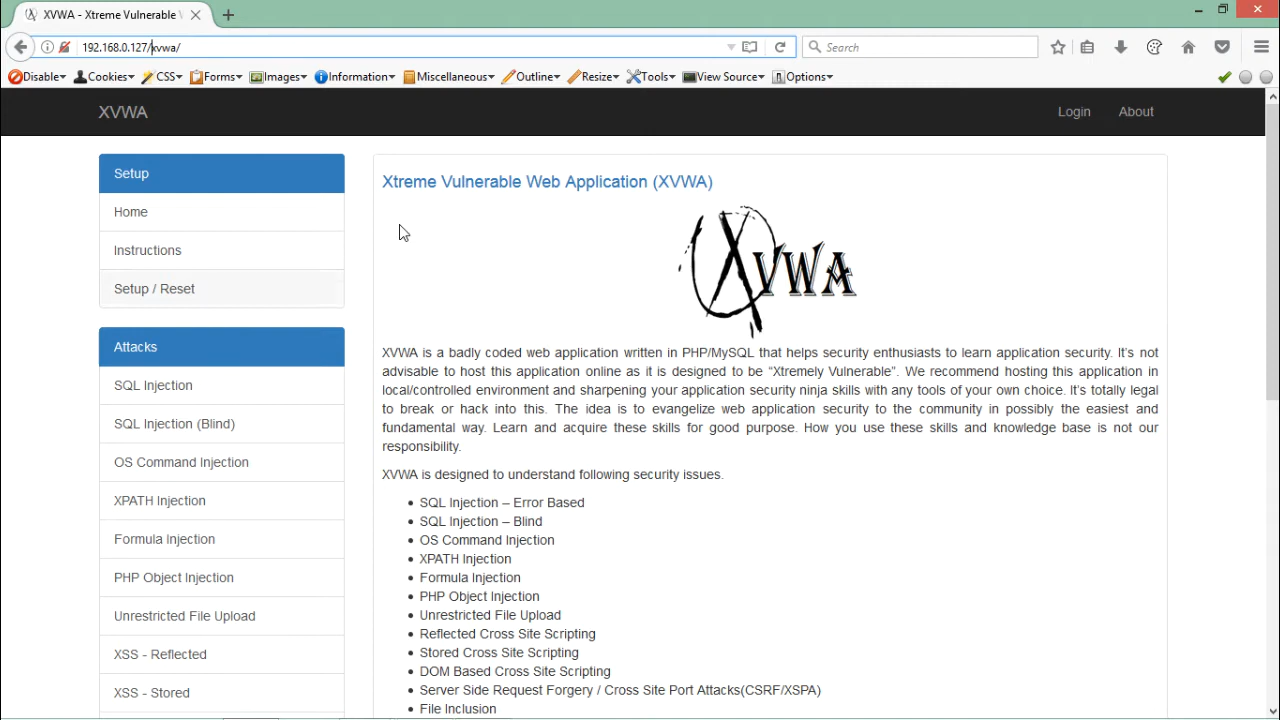 XVWA - Xtreme Vulnerable
192.168.0.127/xvwa/
Search
Disable
Cookies
CSS
Forms
Images
Information
Miscellaneous
Outline
Resize
Tools
View Source
Options
XVWA
Login
About
Setup
Home
Instructions
Setup / Reset
Attacks
SQL Injection
SQL Injection (Blind)
OS Command Injection
XPATH Injection
Formula injection
PHP Object Injection
Unrestricted File Upload
XSS - Reflected
XSS - Stored
Xtreme Vulnerable Web Application (XVWA)
XVWA
XVWA is a badly coded web application written in PHP/MySQL that helps security enthusiasts to learn application security. It's not
advisable to host this application online as it is designed to be “Xtremely Vulnerable”. We recommend hosting this application in
local/controlled environment and sharpening your application security ninja skills with any tools of your own choice. It's totally legal
to break or hack into this. The idea is to evangelize web application security to the community in possibly the easiest and
fundamental way. Learn and acquire these skills for good purpose. How you use these skills and knowledge base is not our
responsibility.
XVWA is designed to understand following security issues.
• SQL Injection – Error Based
• SQL Injection – Blind
• OS Command Injection
• XPATH Injection
• Formula Injection
• PHP Object Injection
• Unrestricted File Upload
• Reflected Cross Site Scripting
• Stored Cross Site Scripting
• DOM Based Cross Site Scripting
• Server Side Request Forgery / Cross Site Port Attacks(CSRF/XSPA)
• File Inclusion